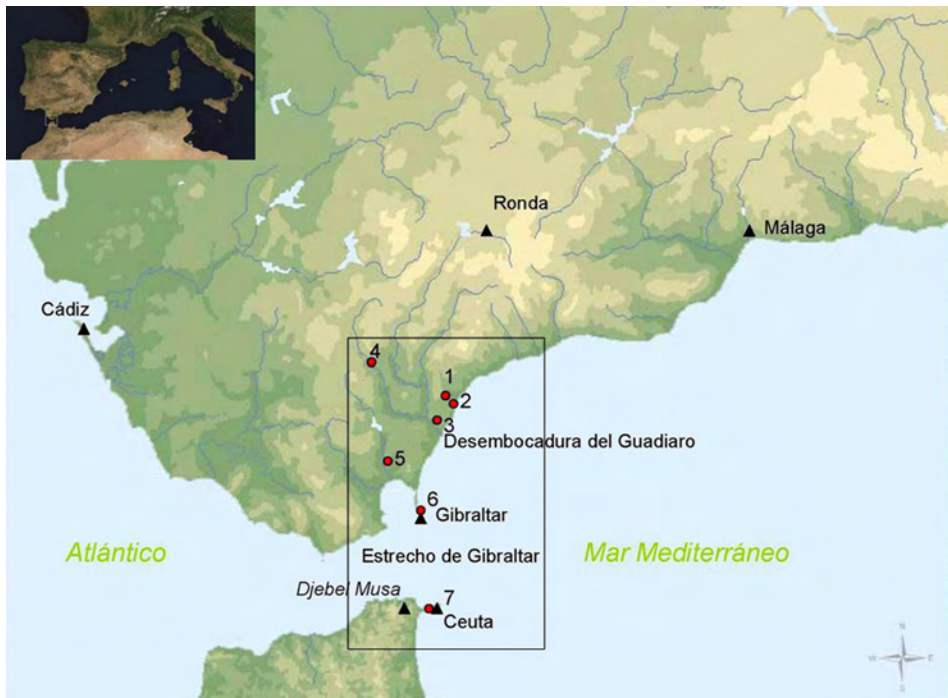 Ronda
Málaga
Cádiz
4
1
2
3
Desembocadura del Guadiaro
5
6
Gibraltar
Atlántico
Estrecho de Gibraltar
Mar Mediterráneo
Djebel Musa
7
Ceuta
N
W
E
S